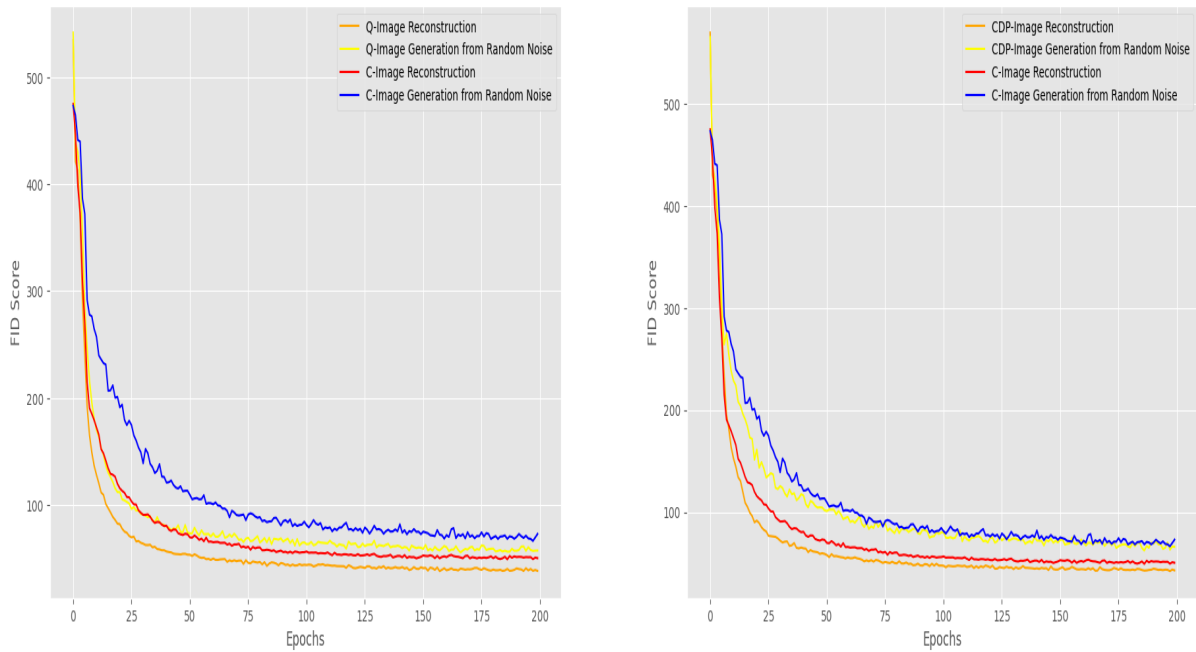 Q-Image Reconstruction
Q-Image Generation from Random Noise
C-Image Reconstruction
C-Image Generation from Random Noise
500
400
300
200
100
FID Score
0
25
50
75
100
125
150
175
200
Epochs
CDP-Image Reconstruction
CDP-Image Generation from Random Noise
C-Image Reconstruction
C-Image Generation from Random Noise
500
400
300
200
100
FID Score
0
25
50
75
100
125
150
175
200
Epochs